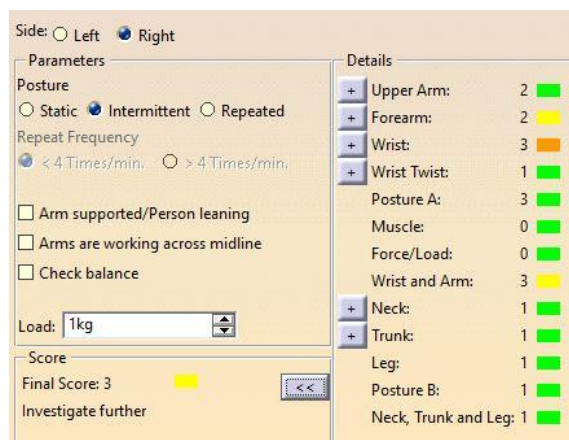 Side: Left Right
Parameters
Posture
Static Intermittent Repeated
Repeat Frequency
< 4 Times/min. > 4 Times/min.
Arm supported/Person leaning
Arms are working across midline
Check balance
Load: 1kg
Score
Final Score: 3 <<
Investigate further
Details
+ Upper Arm: 2
+ Forearm: 2
+ Wrist: 3
+ Wrist Twist: 1
Posture A: 3
Muscle: 0
Force/Load: 0
Wrist and Arm: 3
+ Neck: 1
+ Trunk: 1
Leg: 1
Posture B: 1
Neck, Trunk and Leg: 1